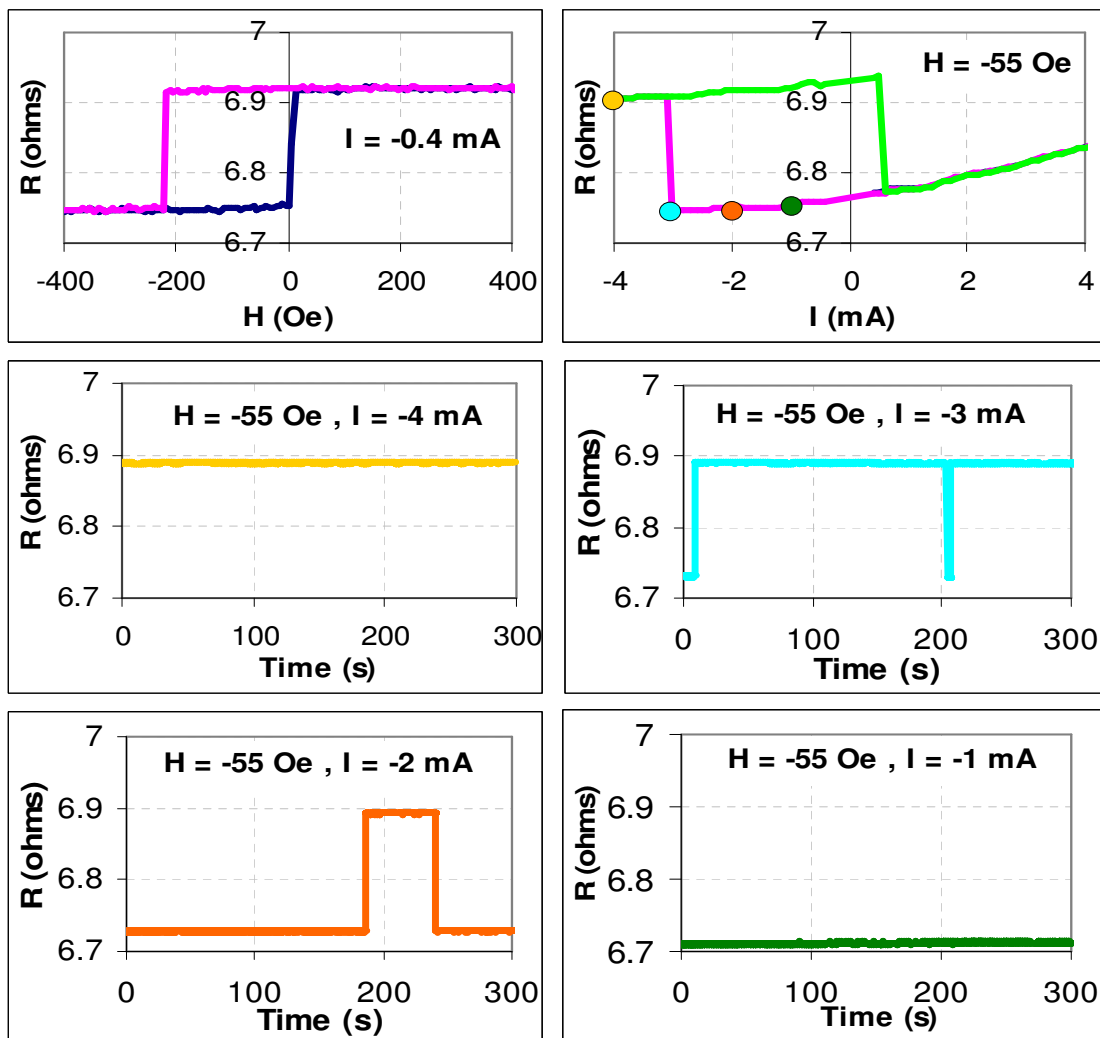 7
6.9
6.8
6.7
R (ohms)
I = -0.4 mA
-400
-200
0
200
400
H (Oe)
7
6.9
6.8
6.7
R (ohms)
H = -55 Oe
-4
-2
0
2
4
I (mA)
7
6.9
6.8
6.7
R (ohms)
H = -55 Oe , I = -4 mA
0
100
200
300
Time (s)
7
6.9
6.8
6.7
R (ohms)
H = -55 Oe , I = -3 mA
0
100
200
300
Time (s)
7
6.9
6.8
6.7
R (ohms)
H = -55 Oe , I = -2 mA
0
100
200
300
Time (s)
7
6.9
6.8
6.7
R (ohms)
H = -55 Oe , I = -1 mA
0
100
200
300
Time (s)